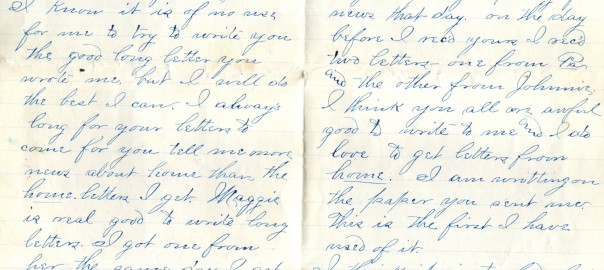 I know it is of no use
for me to try to write you
the good long letter you
wrote me, but I will do
the best I can. I always
long for your letters to
come for you tell me more
news about home than the
home letters I get. Maggie
is real good to write long
letters. I got one from
her the same day I got
news that day. on the day
before I rec'd yours I rec'd
two letters one from Pa
and the other from Johnnie,
I think you all are awful
good to write to me and I do
love to get letters from
home. I am writting on
the paper you sent me.
This is the first I have
used of it.